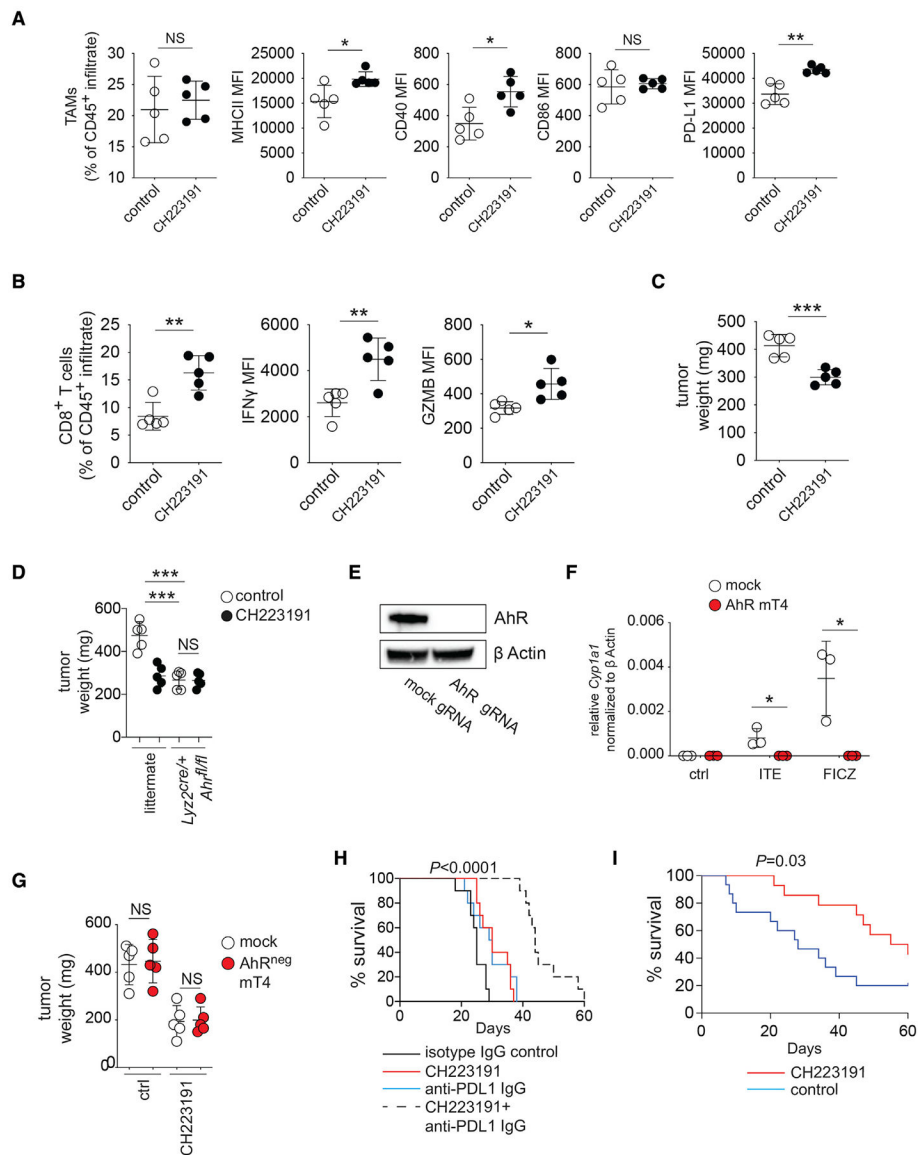 A
TAMs
(% of CD45+ infiltrate)
30
25
20
15
10
NS
control
CH223191
MHCII MFI
25000
20000
15000
10000
5000
0
*
control
CH223191
CD40 MFI
800
600
400
200
0
*
control
CH223191
CD86 MFI
800
600
400
200
0
NS
control
CH223191
PD-L1 MFI
50000
40000
30000
20000
10000
0
**
control
CH223191
B
CD8+ T cells
(% of CD45+ infiltrate)
25
20
15
10
5
0
**
control
CH223191
IFNγ MFI
6000
4000
2000
0
**
control
CH223191
GZMB MFI
800
600
400
200
0
*
control
CH223191
C
tumor
weight (mg)
500
400
300
200
100
0
***
control
CH223191
D
tumor
weight (mg)
600
400
200
0
***
***
NS
control
CH223191
littermate
Lyz2cre/+
Ahrfl/fl
E
AhR
β Actin
mock gRNA
AhR gRNA
F
mock
AhR mT4
relative Cyp1a1
normalized to β Actin
0.006
0.004
0.002
0.000
*
*
ctrl
ITE
FICZ
G
tumor
weight (mg)
600
400
200
0
NS
NS
mock
AhRneg
mT4
ctrl
CH223191
H
P<0.0001
% survival
100
80
60
40
20
0
0
20
40
60
Days
isotype IgG control
CH223191
anti-PDL1 IgG
CH223191+
anti-PDL1 IgG
I
P=0.03
% survival
100
80
60
40
20
0
0
20
40
60
Days
CH223191
control